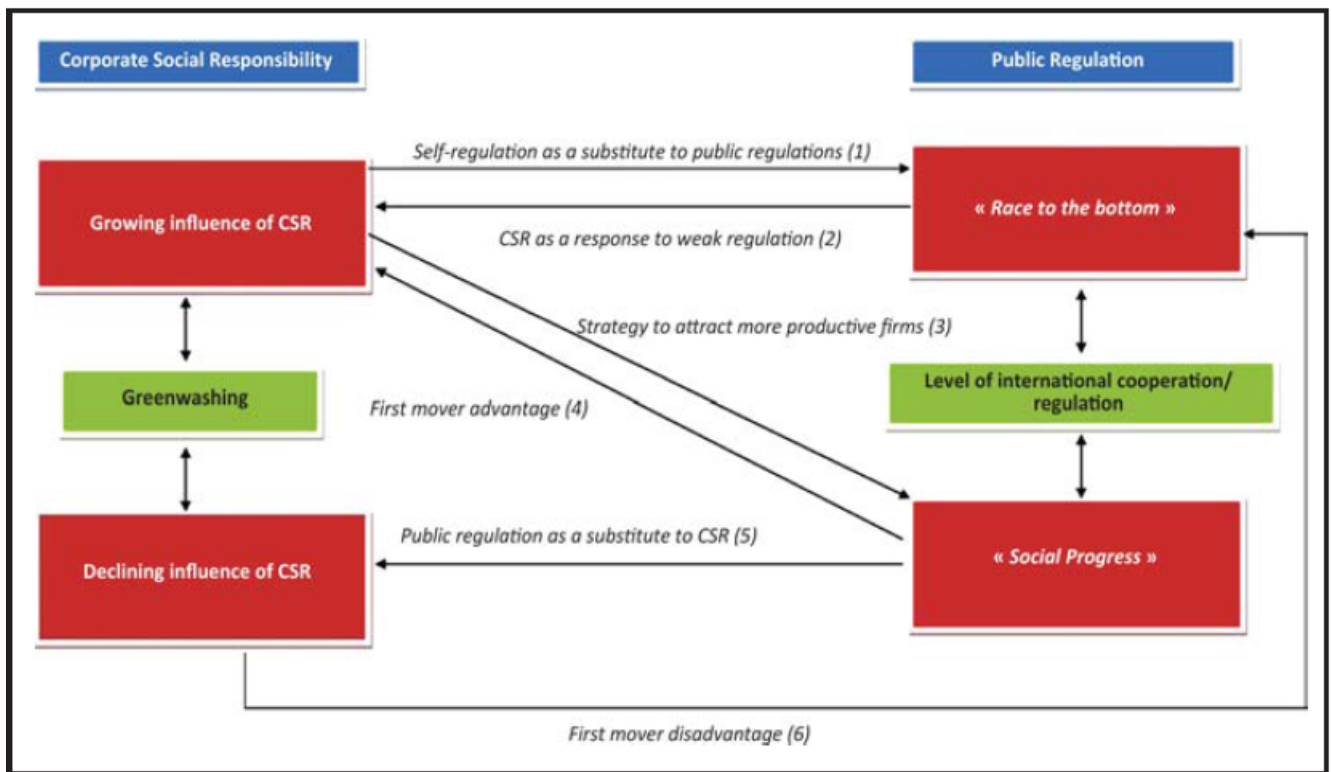 Corporate Social Responsibility
Public Regulation
Self-regulation as a substitute to public regulations (1)
Growing influence of CSR
« Race to the bottom »
CSR as a response to weak regulation (2)
Strategy to attract more productive firms (3)
Greenwashing
Level of international cooperation/
regulation
First mover advantage (4)
Public regulation as a substitute to CSR (5)
Declining influence of CSR
« Social Progress »
First mover disadvantage (6)